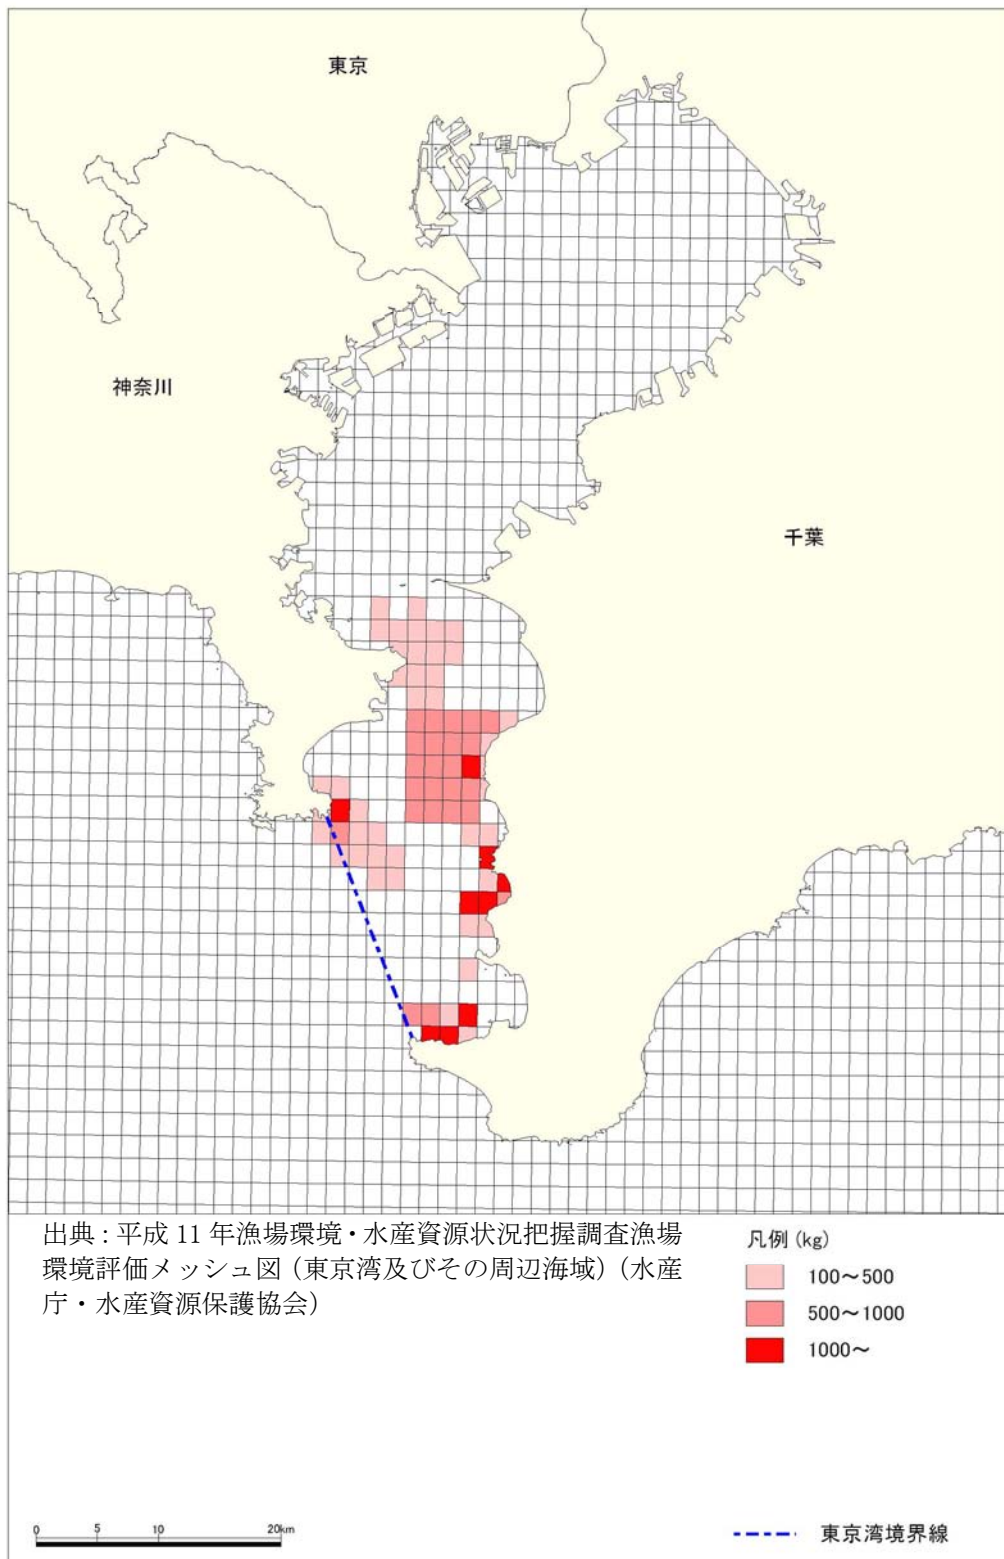 東京
神奈川
千葉
出典：平成 11 年漁場環境・水産資源状況把握調査漁場
環境評価メッシュ図（東京湾及びその周辺海域）（水産
庁・水産資源保護協会）
凡例 (kg)
100～500
500～1000
1000～
0 5 10 20km
東京湾境界線